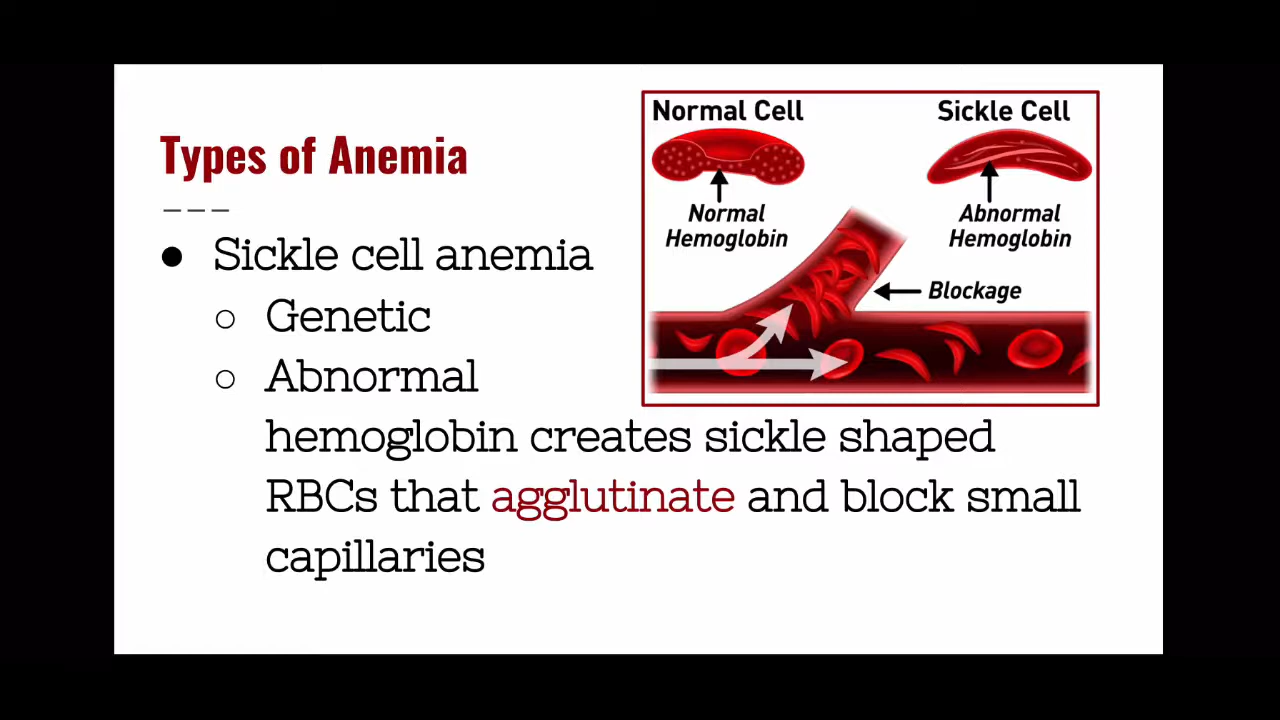 Types of Anemia
___
● Sickle cell anemia
○ Genetic
○ Abnormal
hemoglobin creates sickle shaped
RBCs that agglutinate and block small
capillaries
Normal Cell
Sickle Cell
Normal
Hemoglobin
Abnormal
Hemoglobin
Blockage